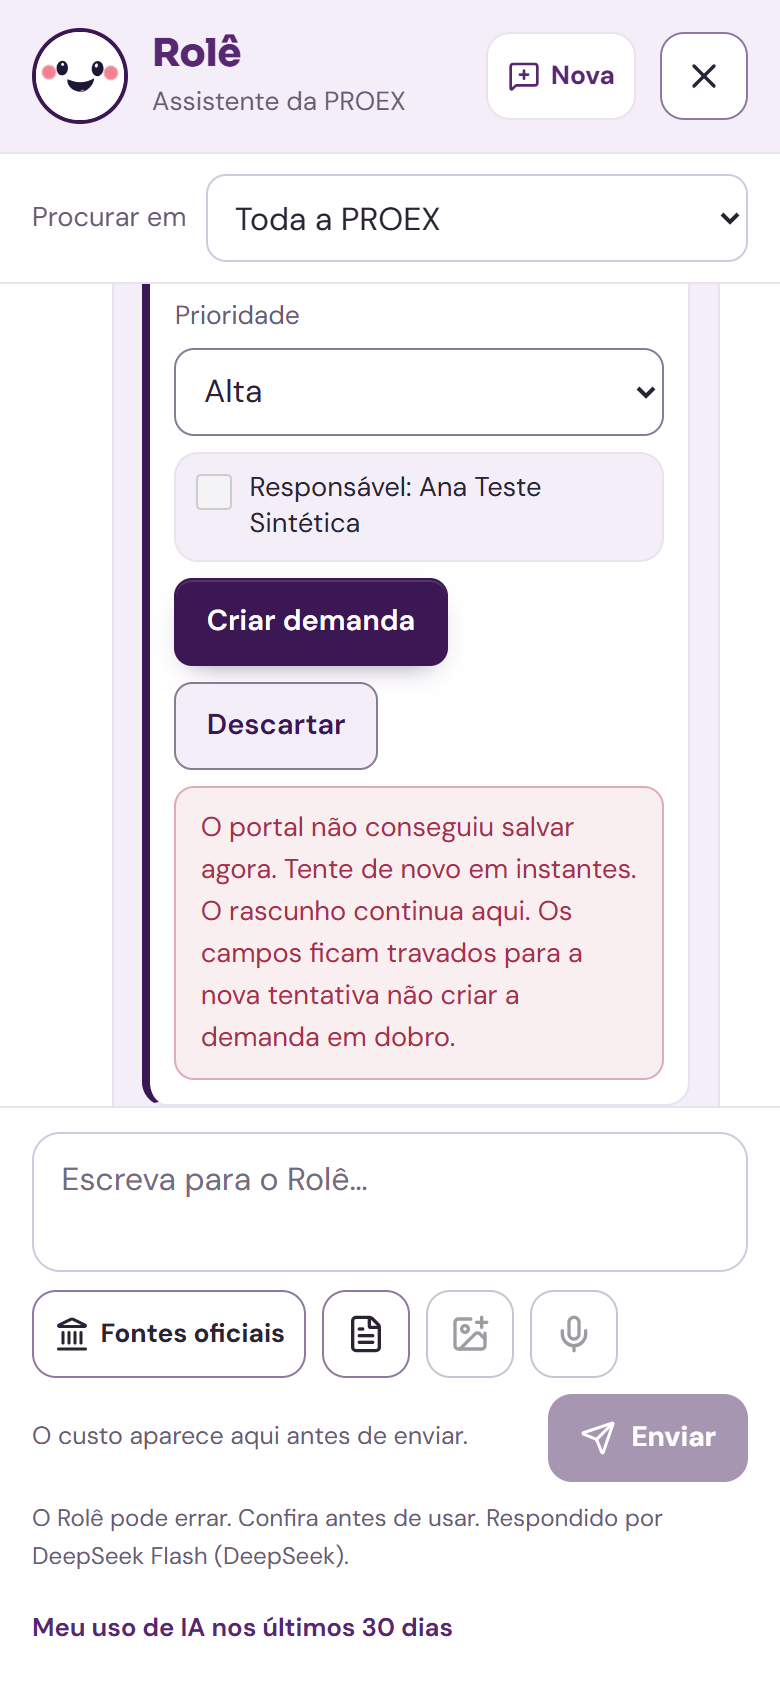 Rolê
Assistente da PROEX
Nova
Procurar em
Toda a PROEX
Prioridade
Alta
Responsável: Ana Teste
Sintética
Criar demanda
Descartar
O portal não conseguiu salvar
agora. Tente de novo em instantes.
O rascunho continua aqui. Os
campos ficam travados para a
nova tentativa não criar a
demanda em dobro.
Escreva para o Rolê...
Fontes oficiais
O custo aparece aqui antes de enviar.
Enviar
O Rolê pode errar. Confira antes de usar. Respondido por
DeepSeek Flash (DeepSeek).
Meu uso de IA nos últimos 30 dias